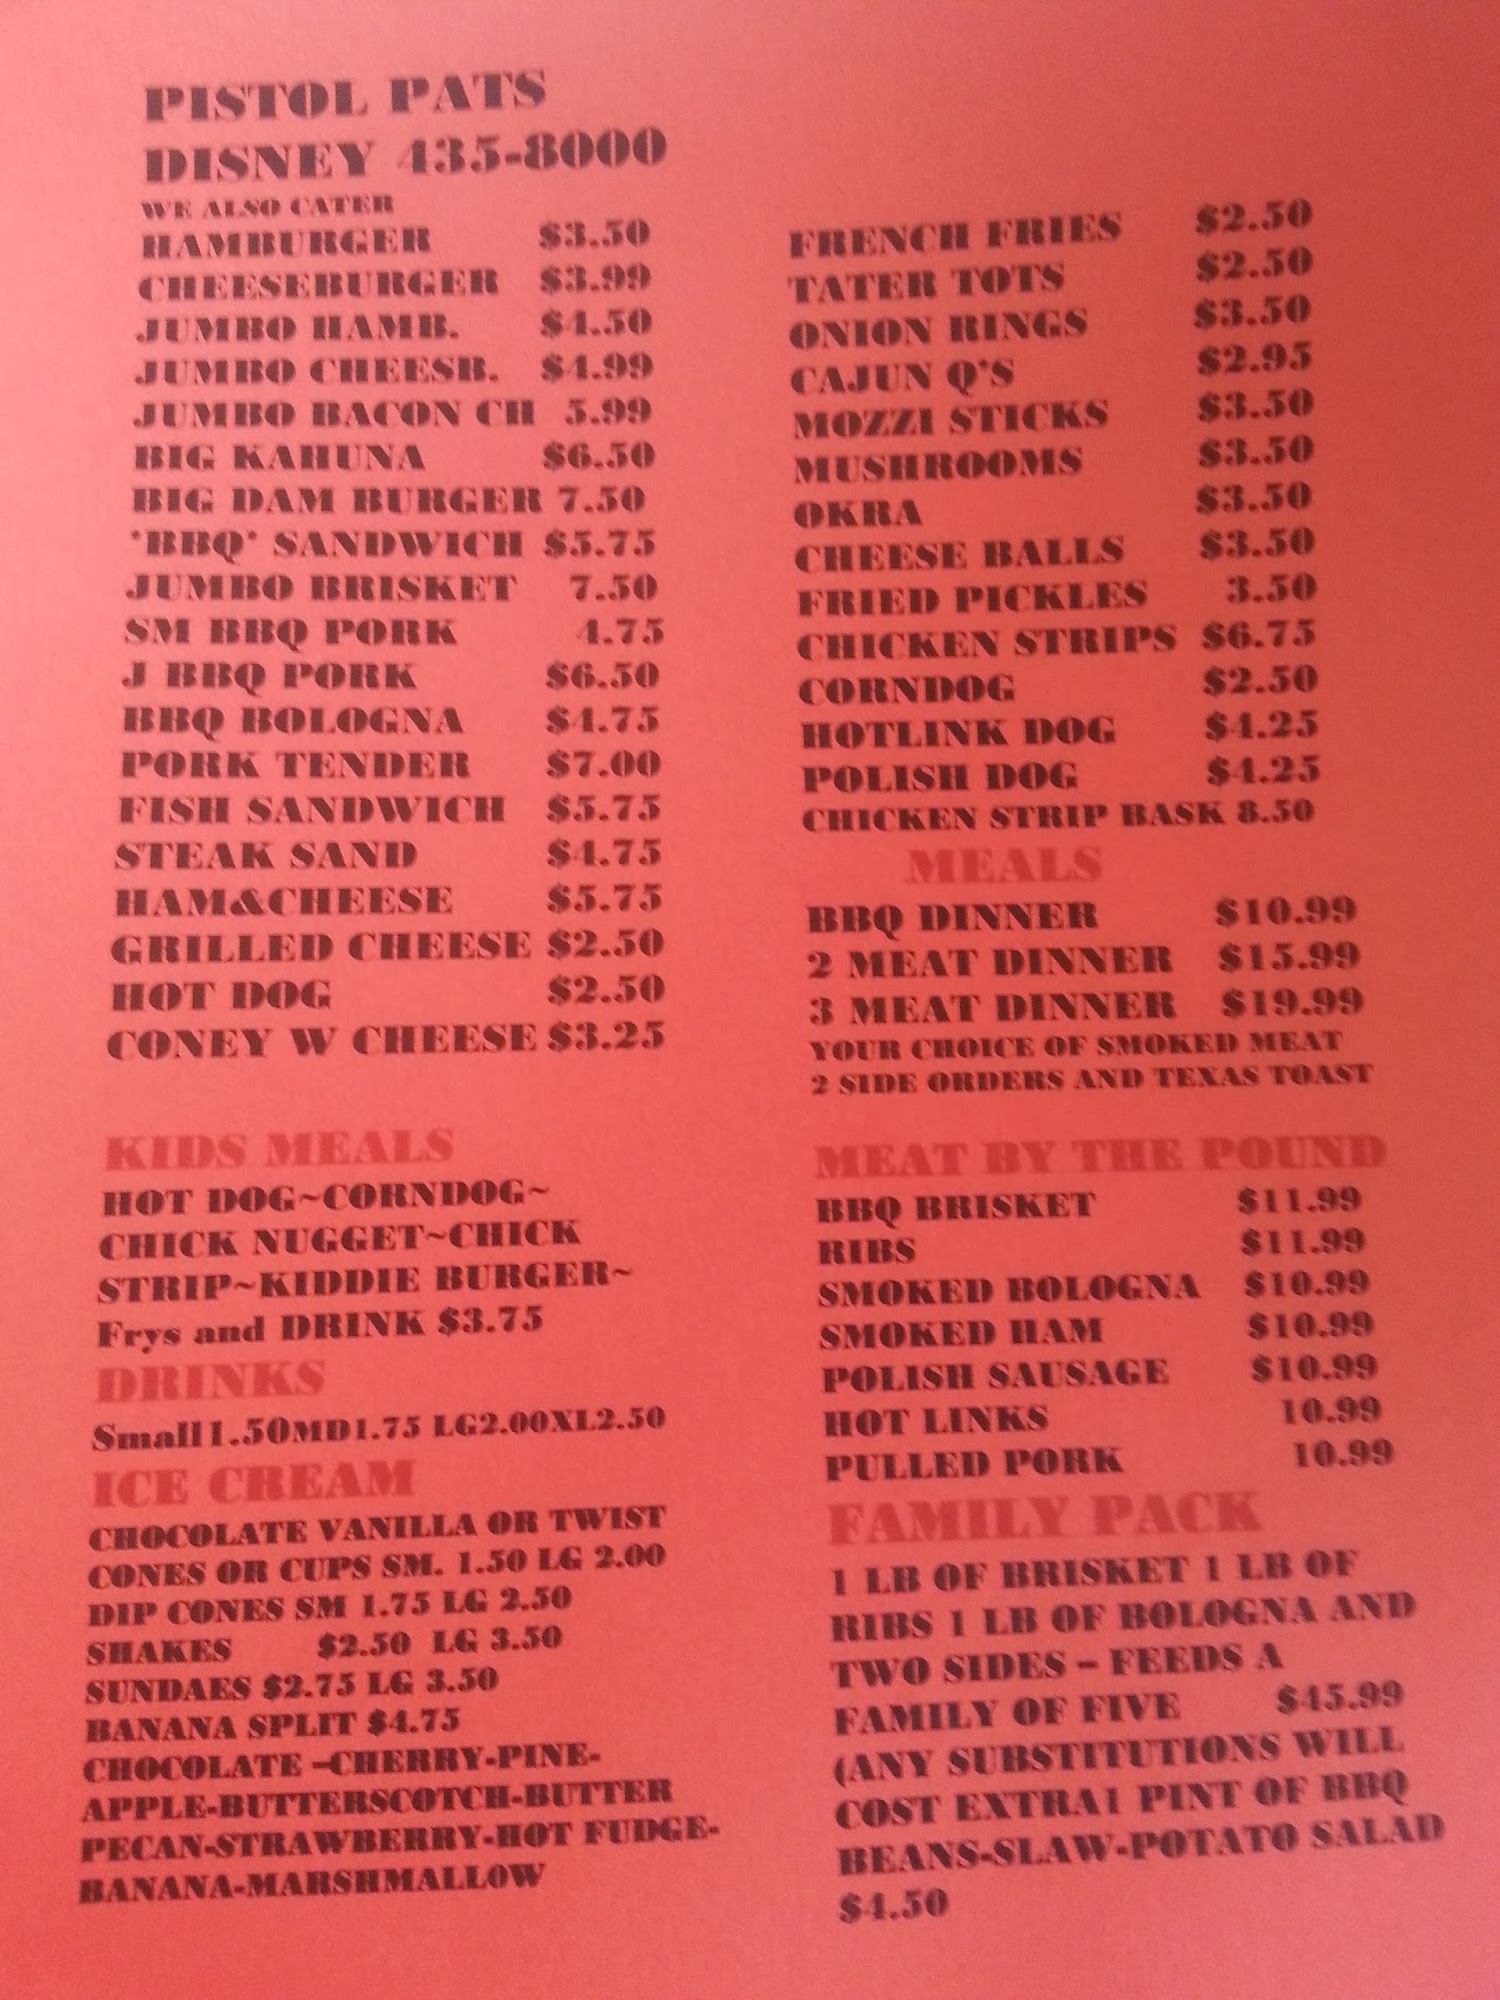 PISTOL PATS
DISNEY 435-8000
WE ALSO CATER
HAMBURGER $3.50
CHEESEBURGER $3.99
JUMBO HAMB. $4.50
JUMBO CHEESB. $4.99
JUMBO BACON CH 5.99
BIG KAHUNA $6.50
BIG DAM BURGER 7.50
"BBQ" SANDWICH $5.75
JUMBO BRISKET 7.50
SM BBQ PORK 4.75
J BBQ PORK $6.50
BBQ BOLOGNA $4.75
PORK TENDER $7.00
FISH SANDWICH $5.75
STEAK SAND $4.75
HAM&CHEESE $5.75
GRILLED CHEESE $2.50
HOT DOG $2.50
CONEY W CHEESE $3.25
KIDS MEALS
HOT DOG~CORNDOG~
CHICK NUGGET~CHICK
STRIP~KIDDIE BURGER~
Frys and DRINK $3.75
DRINKS
Small1.50MD1.75 LG2.00XL2.50
ICE CREAM
CHOCOLATE VANILLA OR TWIST
CONES OR CUPS SM. 1.50 LG 2.00
DIP CONES SM 1.75 LG 2.50
SHAKES $2.50 LG 3.50
SUNDAES $2.75 LG 3.50
BANANA SPLIT $4.75
CHOCOLATE –CHERRY-PINE-
APPLE-BUTTERSCOTCH-BUTTER
PECAN-STRAWBERRY-HOT FUDGE-
BANANA-MARSHMALLOW
FRENCH FRIES $2.50
TATER TOTS $2.50
ONION RINGS $3.50
CAJUN Q'S $2.95
MOZZI STICKS $3.50
MUSHROOMS $3.50
OKRA $3.50
CHEESE BALLS $3.50
FRIED PICKLES 3.50
CHICKEN STRIPS $6.75
CORNDOG $2.50
HOTLINK DOG $4.25
POLISH DOG $4.25
CHICKEN STRIP BASK 8.50
MEALS
BBQ DINNER $10.99
2 MEAT DINNER $15.99
3 MEAT DINNER $19.99
YOUR CHOICE OF SMOKED MEAT
2 SIDE ORDERS AND TEXAS TOAST
MEAT BY THE POUND
BBQ BRISKET $11.99
RIBS $11.99
SMOKED BOLOGNA $10.99
SMOKED HAM $10.99
POLISH SAUSAGE $10.99
HOT LINKS 10.99
PULLED PORK 10.99
FAMILY PACK
1 LB OF BRISKET 1 LB OF
RIBS 1 LB OF BOLOGNA AND
TWO SIDES – FEEDS A
FAMILY OF FIVE $45.99
(ANY SUBSTITUTIONS WILL
COST EXTRA1 PINT OF BBQ
BEANS-SLAW-POTATO SALAD
$4.50